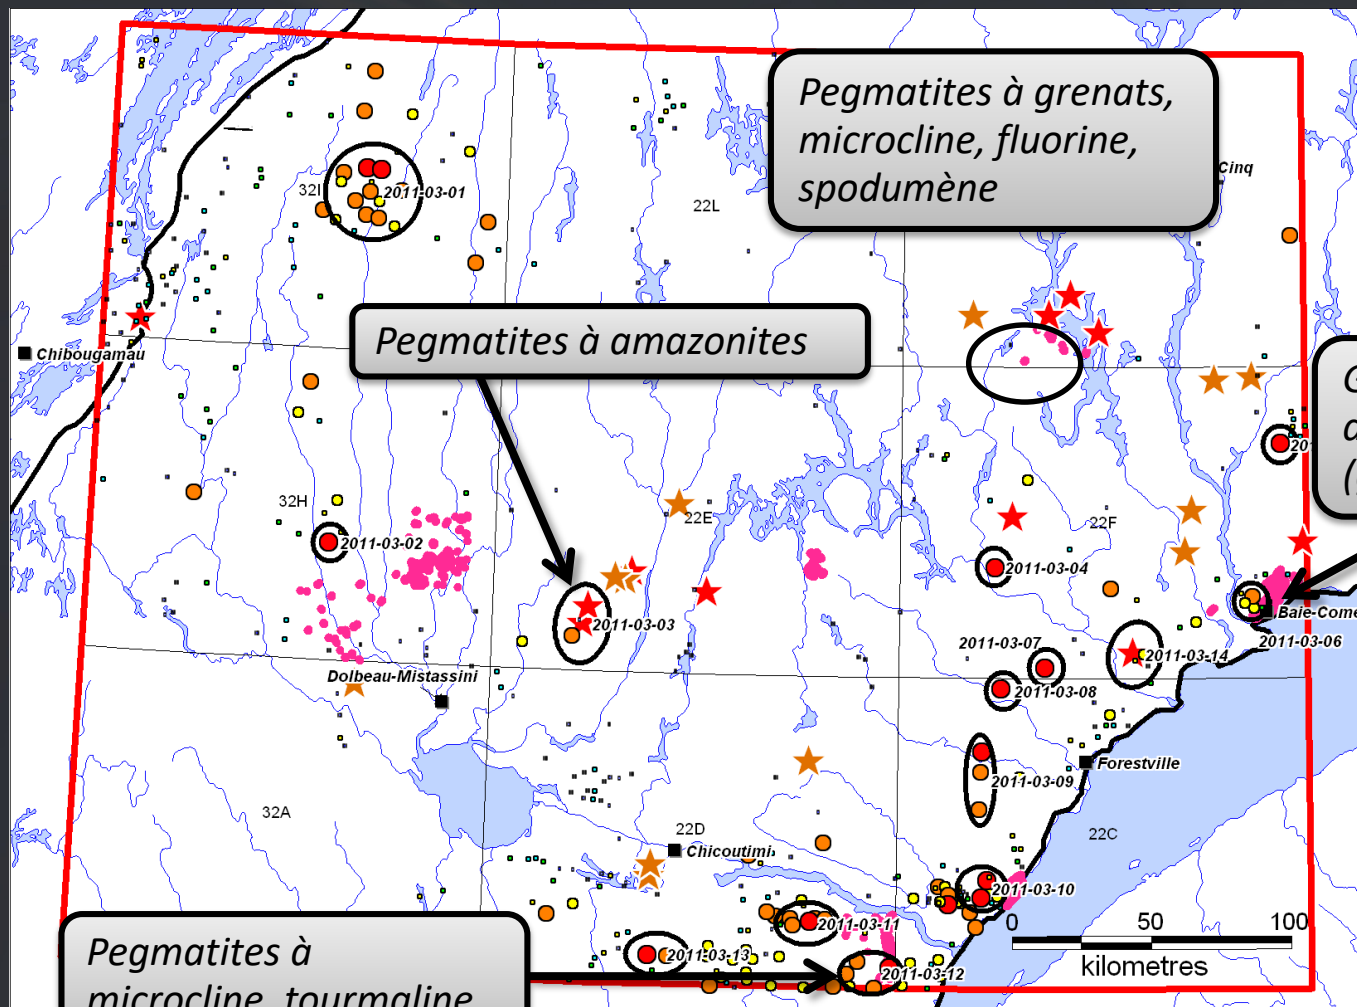 Pegmatites à grenats,
microcline, fluorine,
spodumène
Cinq
32I
2011-03-01
22L
Pegmatites à amazonites
Chibougamau
32H
2011-03-02
22E
22F
2011-03-04
2011-03-03
Baie-Come
2011-03-06
2011-03-07
2011-03-14
2011-03-08
Dolbeau-Mistassini
Forestville
2011-03-09
32A
22D
22C
Chicoutimi
2011-03-10
2011-03-11
0 50 100
kilometres
2011-03-13
2011-03-12
Pegmatites à
microcline, tourmaline